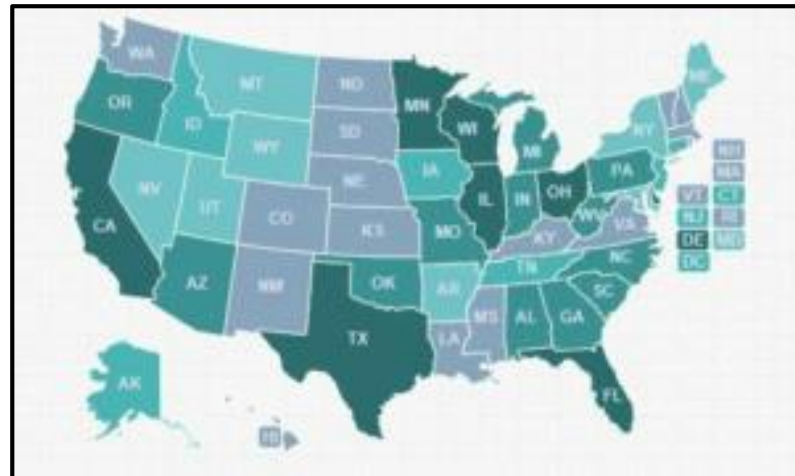 WA
MT
ND
MN
ME
OR
ID
SD
WI
MI
NY
WY
NH
MA
IA
PA
NE
NV
UT
IL
IN
OH
VT
CT
NJ
RI
CA
CO
KS
MO
WV
VA
KY
DE
MD
DC
AZ
NM
OK
AR
TN
NC
SC
TX
LA
MS
AL
GA
AK
FL
HI